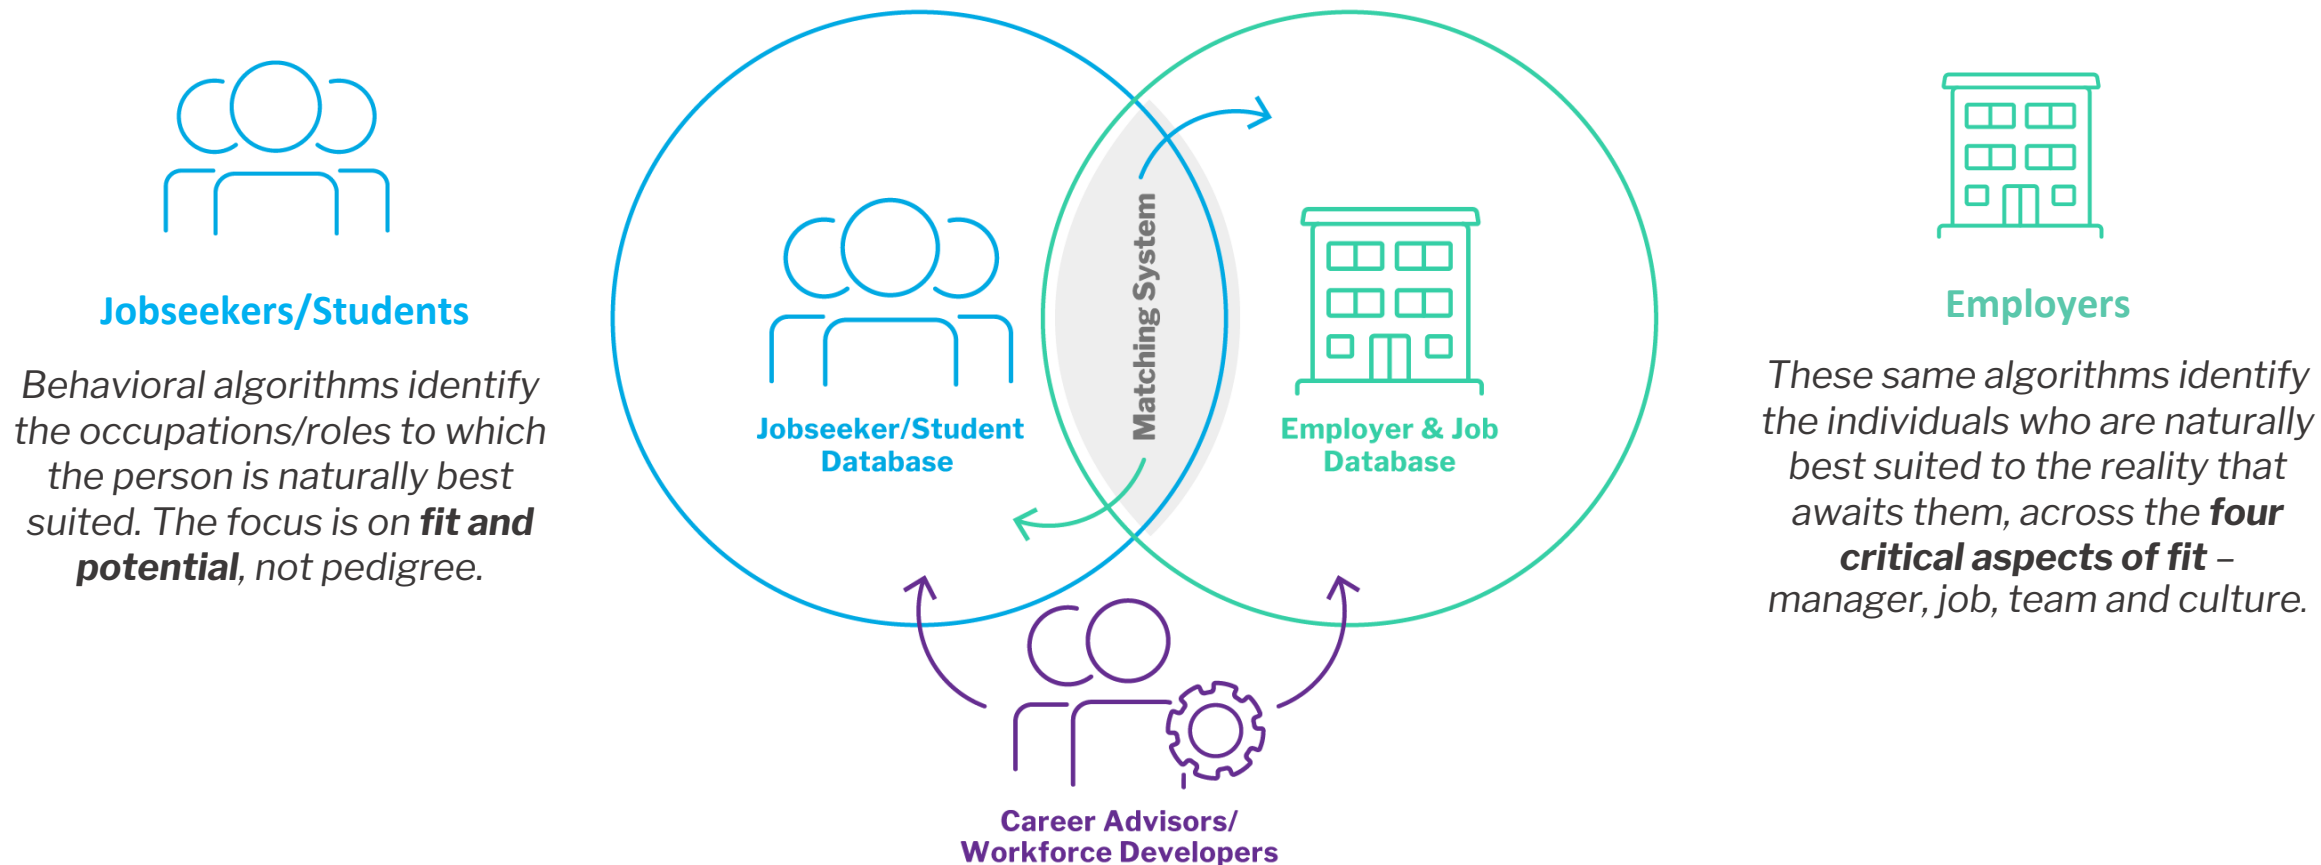 Jobseekers/Students
Behavioral algorithms identify
the occupations/roles to which
the person is naturally best
suited. The focus is on fit and
potential, not pedigree.
Matching System
Jobseeker/Student
Database
Employer & Job
Database
Career Advisors/
Workforce Developers
Employers
These same algorithms identify
the individuals who are naturally
best suited to the reality that
awaits them, across the four
critical aspects of fit –
manager, job, team and culture.